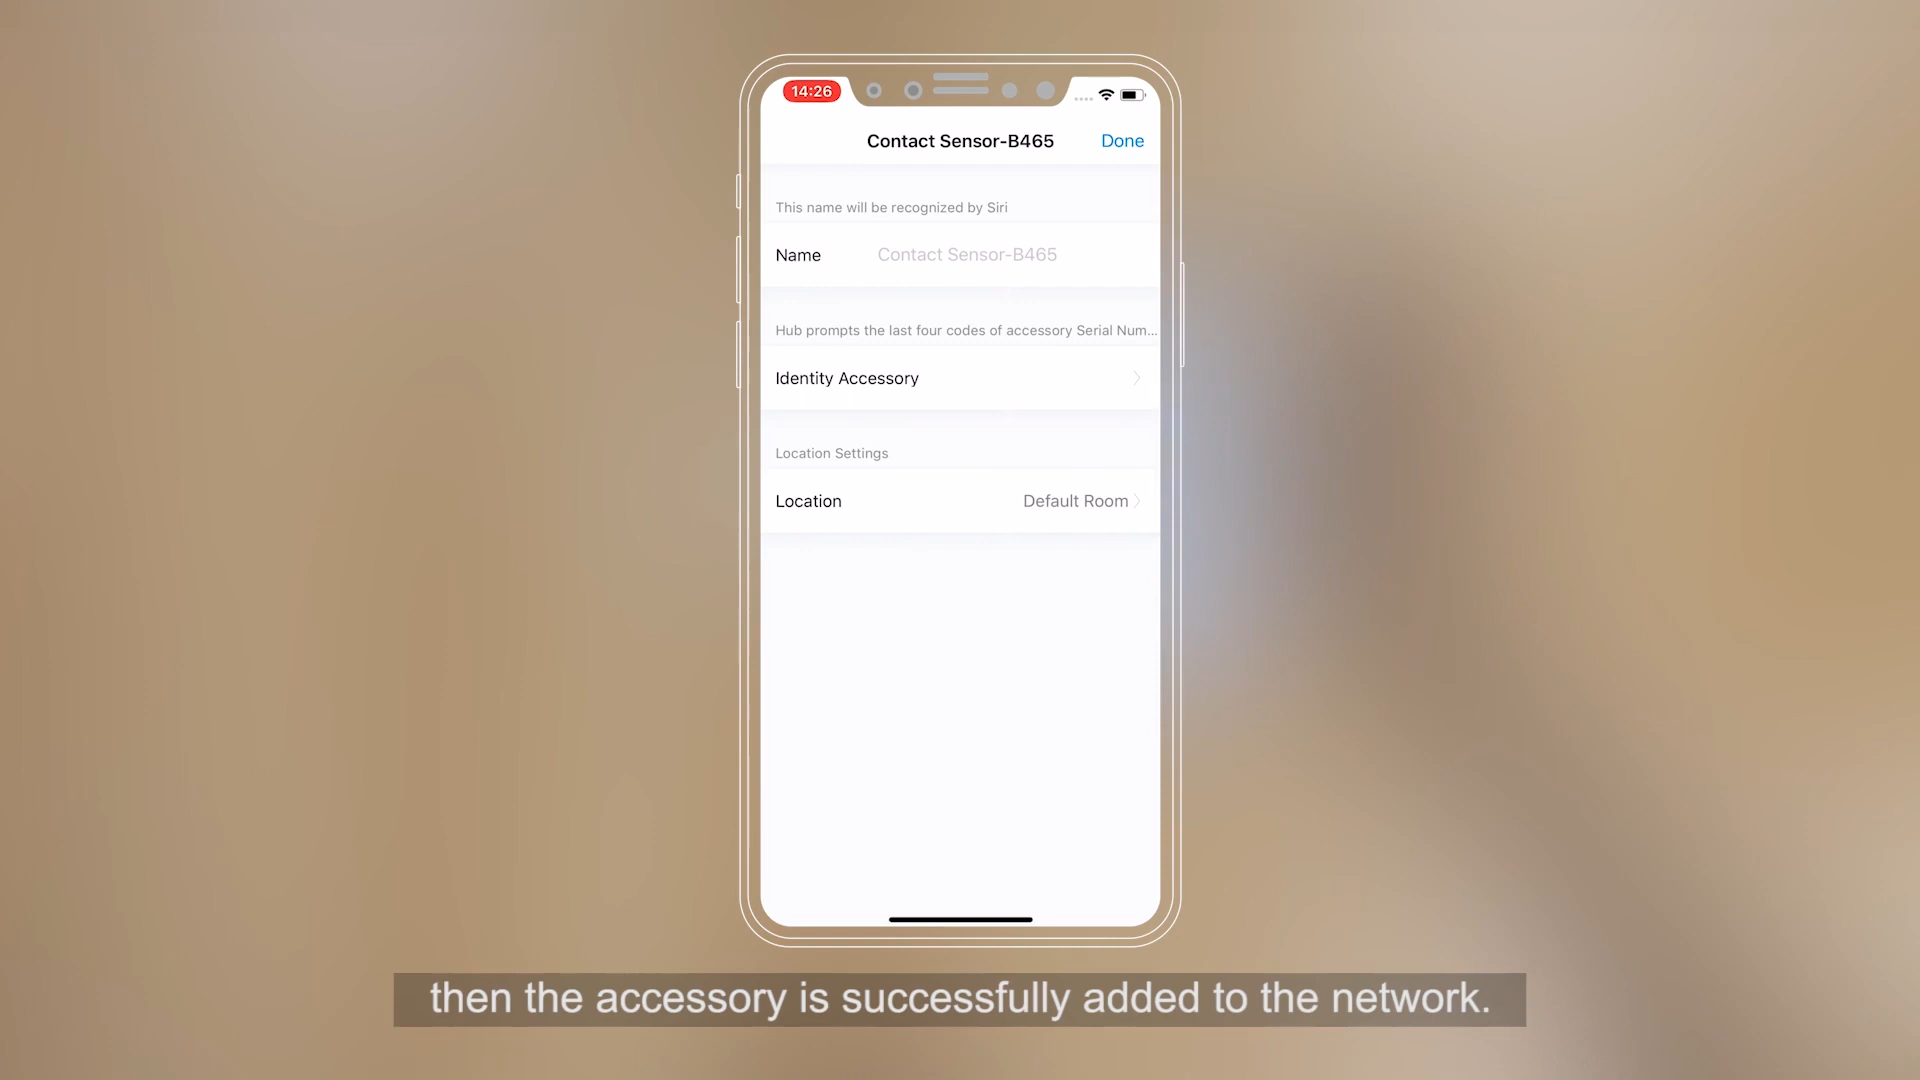 14:26
Contact Sensor-B465
Done
This name will be recognized by Siri
Name
Contact Sensor-B465
Hub prompts the last four codes of accessory Serial Num...
Identity Accessory
Location Settings
Location
Default Room
then the accessory is successfully added to the network.